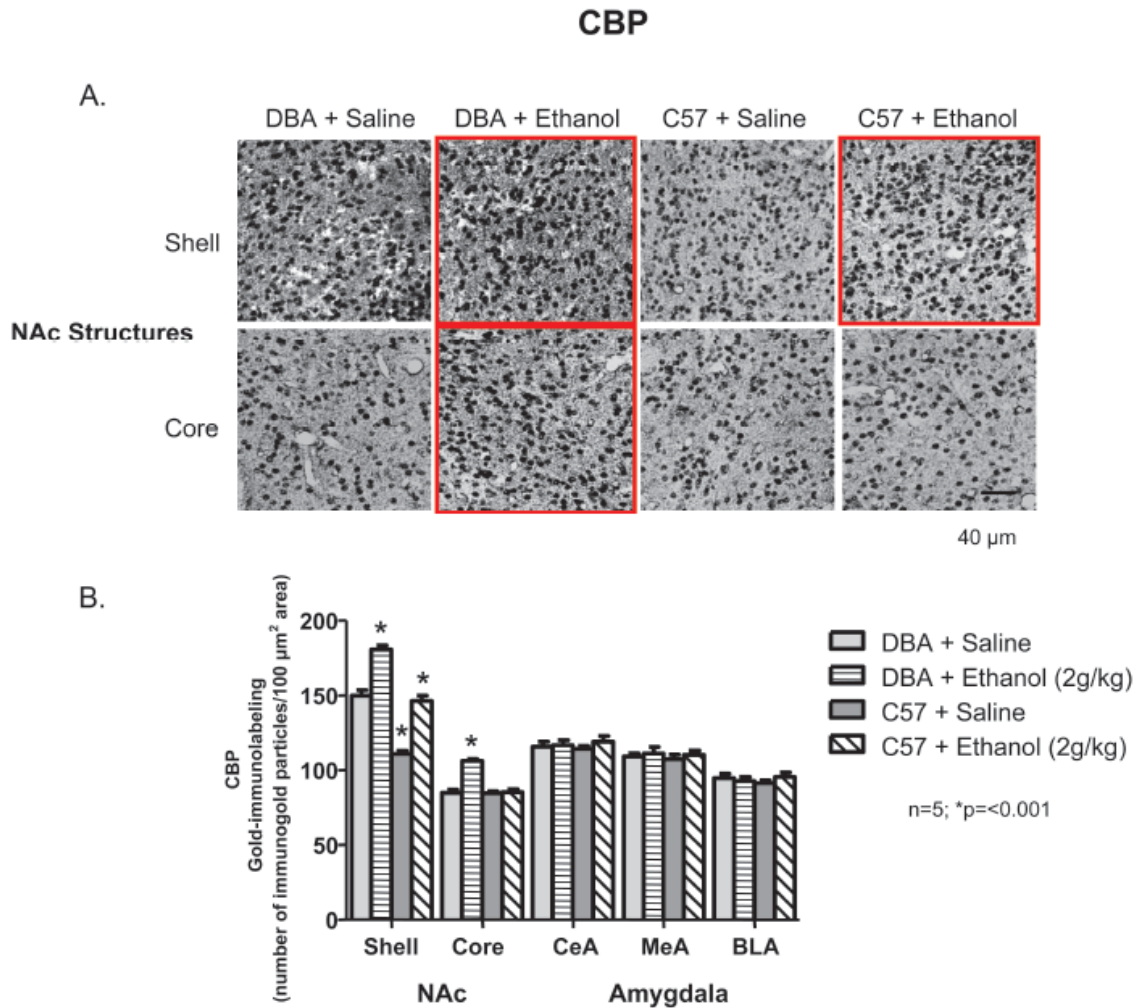 CBP
A.
DBA + Saline DBA + Ethanol C57 + Saline C57 + Ethanol
Shell
NAc Structures
Core
40 µm
B.
CBP
Gold-immunolabeling
(number of immunogold particles/100 µm² area)
200
150
100
50
0
* * * * 
Shell Core CeA MeA BLA
NAc Amygdala
DBA + Saline
DBA + Ethanol (2g/kg)
C57 + Saline
C57 + Ethanol (2g/kg)
n=5; *p=<0.001